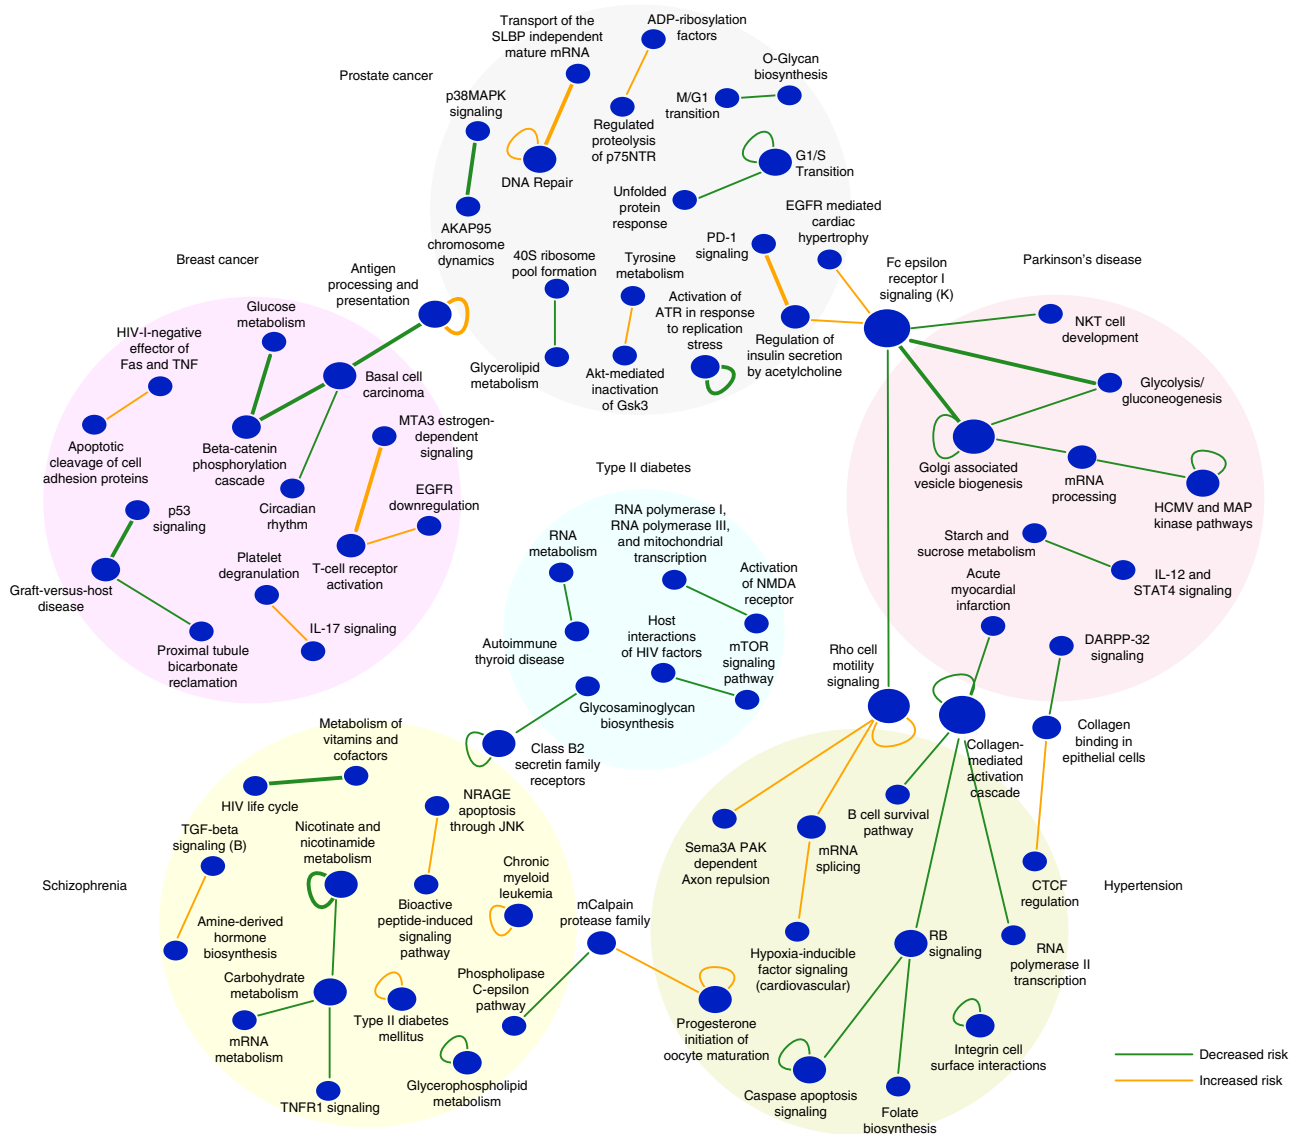 Transport of the
SLBP independent
mature mRNA
ADP-ribosylation
factors
Prostate cancer
p38MAPK
signaling
O-Glycan
biosynthesis
M/G1
transition
Regulated
proteolysis
of p75NTR
DNA Repair
G1/S
Transition
Unfolded
protein
response
AKAP95
chromosome
dynamics
EGFR mediated
cardiac
hypertrophy
PD-1
signaling
40S ribosome
pool formation
Tyrosine
metabolism
Activation of
ATR in response
to replication
stress
Glycerolipid
metabolism
Akt-mediated
inactivation
of Gsk3
Regulation of
insulin secretion
by acetylcholine
Fc epsilon
receptor I
signaling (K)
Parkinson’s disease
NKT cell
development
Glycolysis/
gluconeogenesis
Golgi associated
vesicle biogenesis
mRNA
processing
HCMV and MAP
kinase pathways
Starch and
sucrose metabolism
IL-12 and
STAT4 signaling
Acute
myocardial
infarction
DARPP-32
signaling
Breast cancer
Antigen
processing and
presentation
Glucose
metabolism
HIV-I-negative
effector of
Fas and TNF
Basal cell
carcinoma
Apoptotic
cleavage of cell
adhesion proteins
Beta-catenin
phosphorylation
cascade
MTA3 estrogen-
dependent
signaling
Circadian
rhythm
EGFR
downregulation
p53
signaling
T-cell receptor
activation
Platelet
degranulation
Graft-versus-host
disease
IL-17 signaling
Proximal tubule
bicarbonate
reclamation
Type II diabetes
RNA polymerase I,
RNA polymerase III,
and mitochondrial
transcription
RNA
metabolism
Activation
of NMDA
receptor
Autoimmune
thyroid disease
Host
interactions
of HIV factors
mTOR
signaling
pathway
Glycosaminoglycan
biosynthesis
Class B2
secretin family
receptors
Rho cell
motility
signaling
Collagen-
mediated
activation
cascade
Collagen
binding in
epithelial cells
B cell survival
pathway
Sema3A PAK
dependent
Axon repulsion
mRNA
splicing
CTCF
regulation
Hypertension
Hypoxia-inducible
factor signaling
(cardiovascular)
RB
signaling
RNA
polymerase II
transcription
Progesterone
initiation of
oocyte maturation
Integrin cell
surface interactions
Caspase apoptosis
signaling
Folate
biosynthesis
Metabolism of
vitamins and
cofactors
HIV life cycle
NRAGE
apoptosis
through JNK
TGF-beta
signaling (B)
Nicotinate and
nicotinamide
metabolism
Schizophrenia
Chronic
myeloid
leukemia
Bioactive
peptide-induced
signaling
pathway
mCalpain
protease family
Amine-derived
hormone
biosynthesis
Carbohydrate
metabolism
Phospholipase
C-epsilon
pathway
Type II diabetes
mellitus
mRNA
metabolism
Glycerophospholipid
metabolism
TNFR1 signaling
Decreased risk
Increased risk